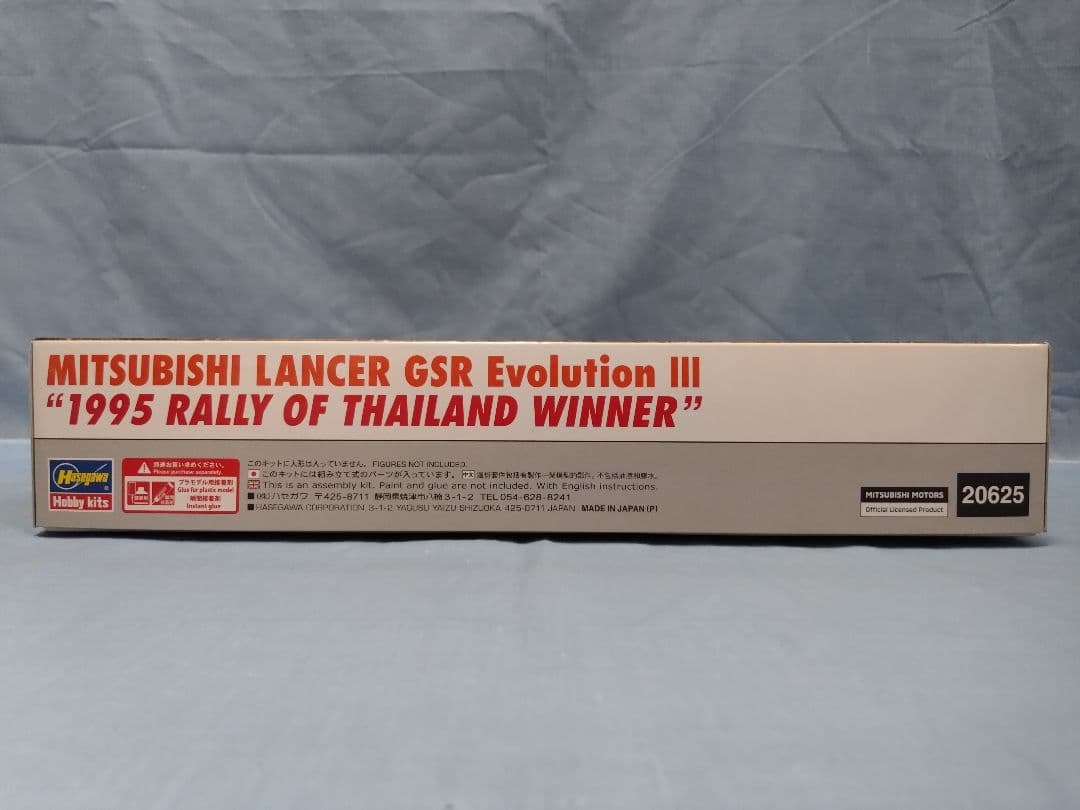 MITSUBISHI LANCER GSR Evolution III
“1995 RALLY OF THAILAND WINNER”
Hasegawa
Hobby kits
別途お買い求めください。
Please purchase separately.
プラモデル用接着剤
Glue for plastic model
瞬間接着剤
Instant glue
このキットに人形は入っていません。 FIGURES NOT INCLUDED.
このキットには組み立て式のパーツが入っています。
This is an assembly kit. Paint and glue are not included. With English instructions.
■(株)ハセガワ 〒425-8711 静岡県焼津市八楠3-1-2 TEL 054-628-8241
■HASEGAWA CORPORATION 3-1-2 YAGUSU YAIZU SHIZUOKA 425-8711 JAPAN MADE IN JAPAN (P)
MITSUBISHI MOTORS
Official Licensed Product
20625